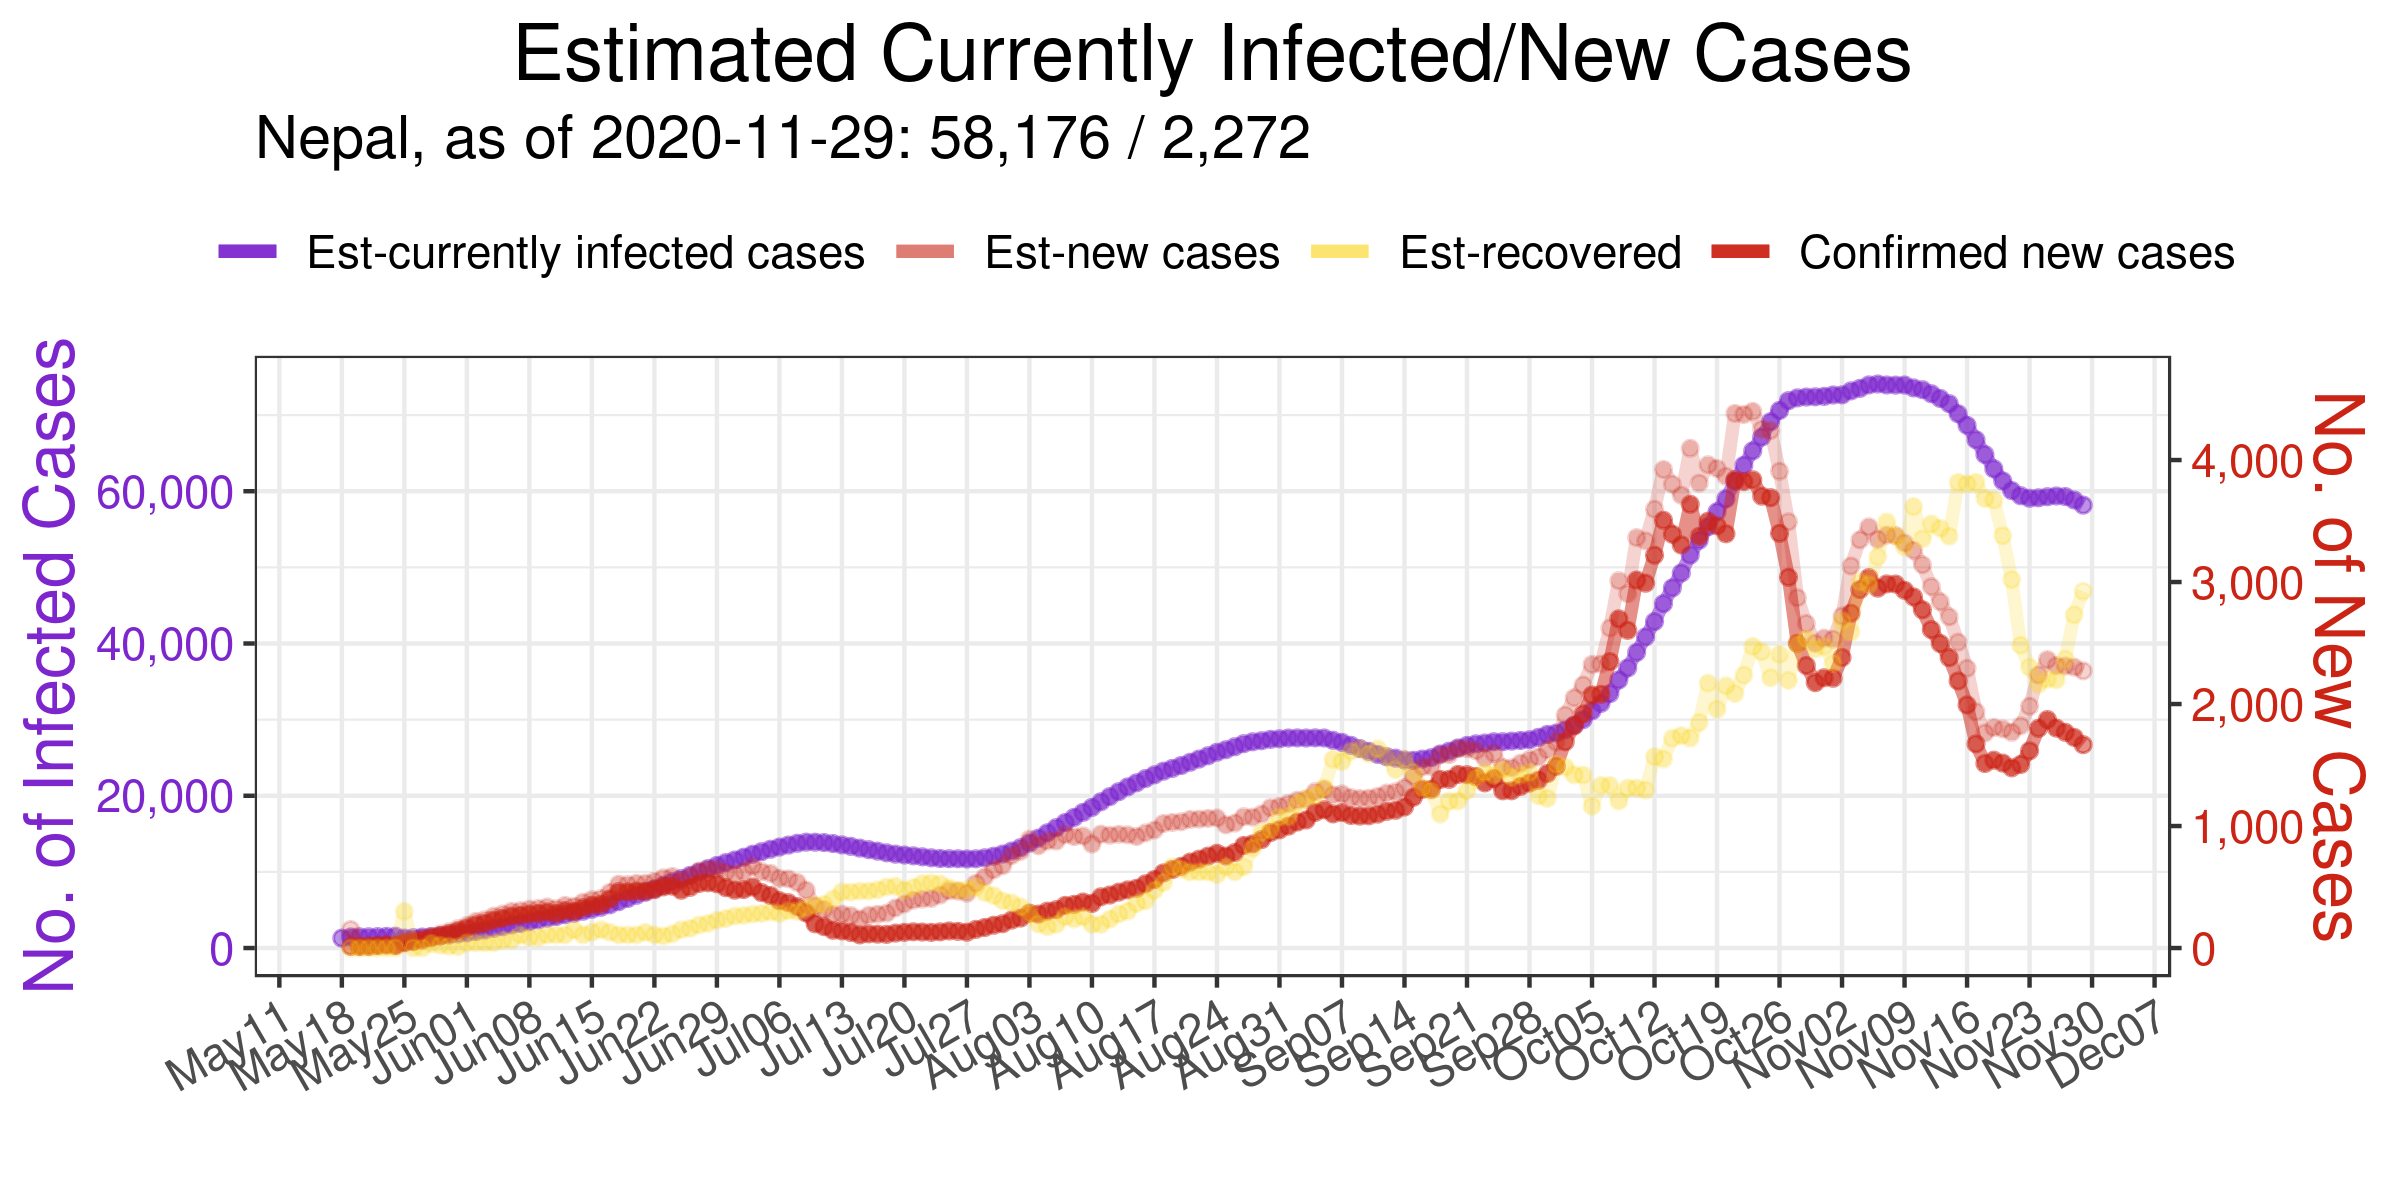 Estimated Currently Infected/New Cases
Nepal, as of 2020-11-29: 58,176 / 2,272
Est-currently infected cases
Est-new cases
Est-recovered
Confirmed new cases
No. of Infected Cases
60,000
40,000
20,000
0
No. of New Cases
4,000
3,000
2,000
1,000
0
May11
May18
May25
Jun01
Jun08
Jun15
Jun22
Jun29
Jul06
Jul13
Jul20
Jul27
Aug03
Aug10
Aug17
Aug24
Aug31
Sep07
Sep14
Sep21
Sep28
Oct05
Oct12
Oct19
Oct26
Nov02
Nov09
Nov16
Nov23
Nov30
Dec07